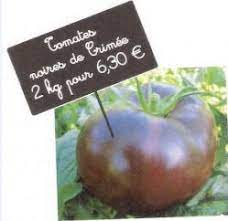 Tomates
noires de Crimée
2 kg pour 6,30 €